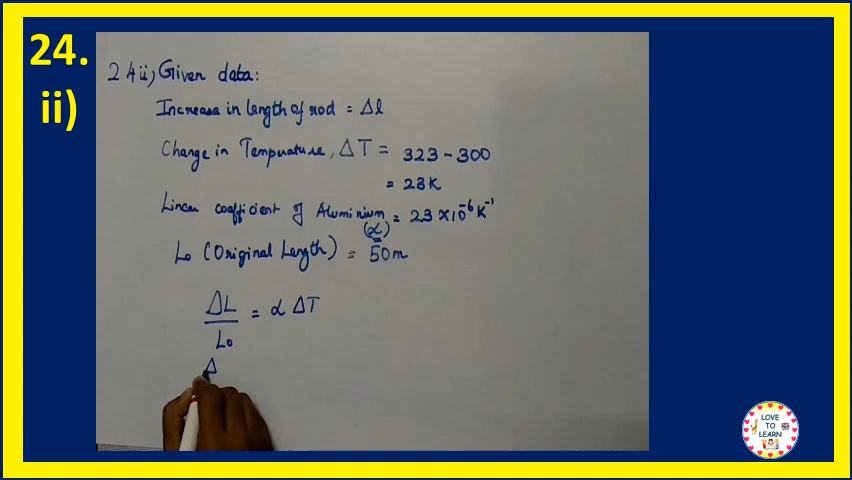 24.
ii)
24ii) Given data:
Increase in length of rod = Δl
Change in Temperature, ΔT = 323 - 300
= 23K
Linear coefficient of Aluminium = 23 × 10⁻⁶ K⁻¹
(α)
L₀ (Original Length) = 50m
ΔL
= α ΔT
L₀
Δ
LOVE
TO
LEARN